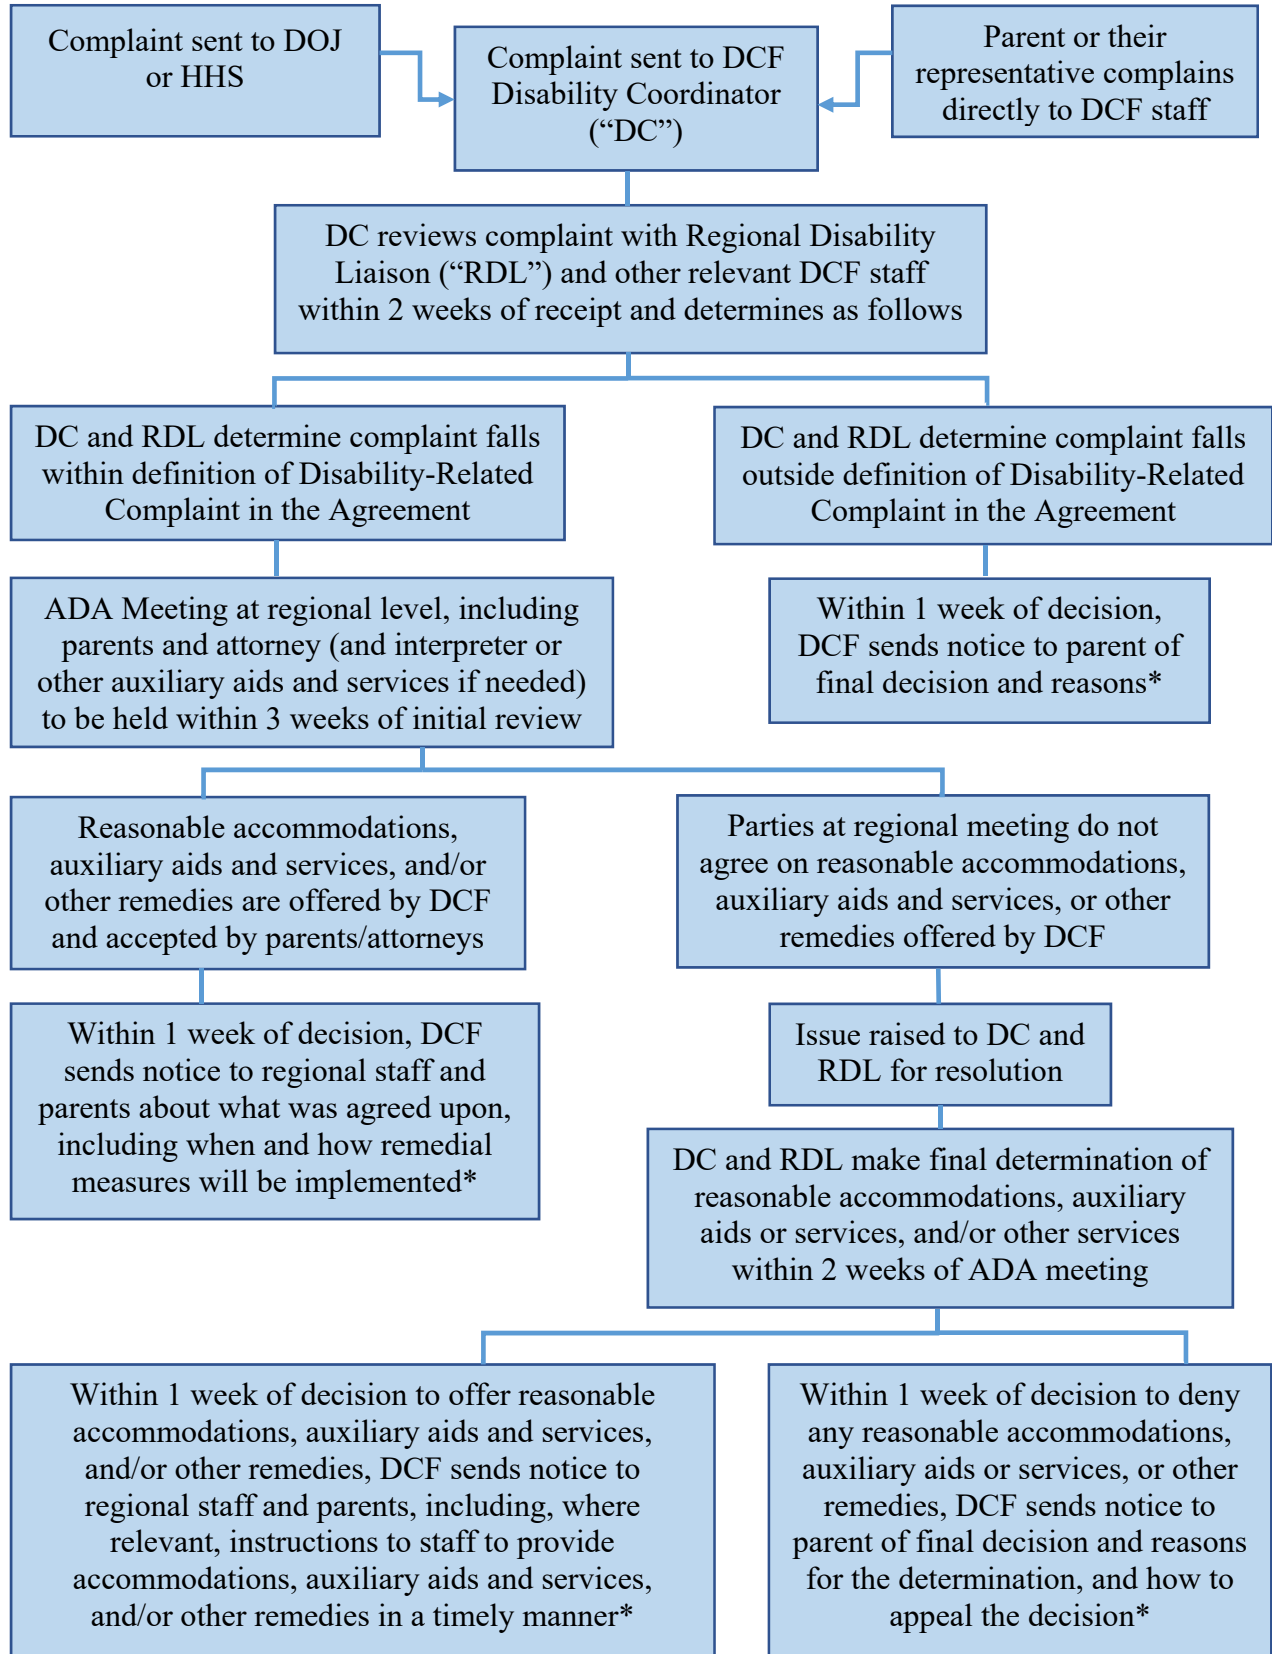 Complaint sent to DOJ
or HHS
Complaint sent to DCF
Disability Coordinator
(“DC”)
Parent or their
representative complains
directly to DCF staff
DC reviews complaint with Regional Disability
Liaison (“RDL”) and other relevant DCF staff
within 2 weeks of receipt and determines as follows
DC and RDL determine complaint falls
within definition of Disability-Related
Complaint in the Agreement
DC and RDL determine complaint falls
outside definition of Disability-Related
Complaint in the Agreement
ADA Meeting at regional level, including
parents and attorney (and interpreter or
other auxiliary aids and services if needed)
to be held within 3 weeks of initial review
Within 1 week of decision,
DCF sends notice to parent of
final decision and reasons*
Reasonable accommodations,
auxiliary aids and services, and/or
other remedies are offered by DCF
and accepted by parents/attorneys
Parties at regional meeting do not
agree on reasonable accommodations,
auxiliary aids and services, or other
remedies offered by DCF
Within 1 week of decision, DCF
sends notice to regional staff and
parents about what was agreed upon,
including when and how remedial
measures will be implemented*
Issue raised to DC and
RDL for resolution
DC and RDL make final determination of
reasonable accommodations, auxiliary
aids or services, and/or other services
within 2 weeks of ADA meeting
Within 1 week of decision to offer reasonable
accommodations, auxiliary aids and services,
and/or other remedies, DCF sends notice to
regional staff and parents, including, where
relevant, instructions to staff to provide
accommodations, auxiliary aids and services,
and/or other remedies in a timely manner*
Within 1 week of decision to deny
any reasonable accommodations,
auxiliary aids or services, or other
remedies, DCF sends notice to
parent of final decision and reasons
for the determination, and how to
appeal the decision*